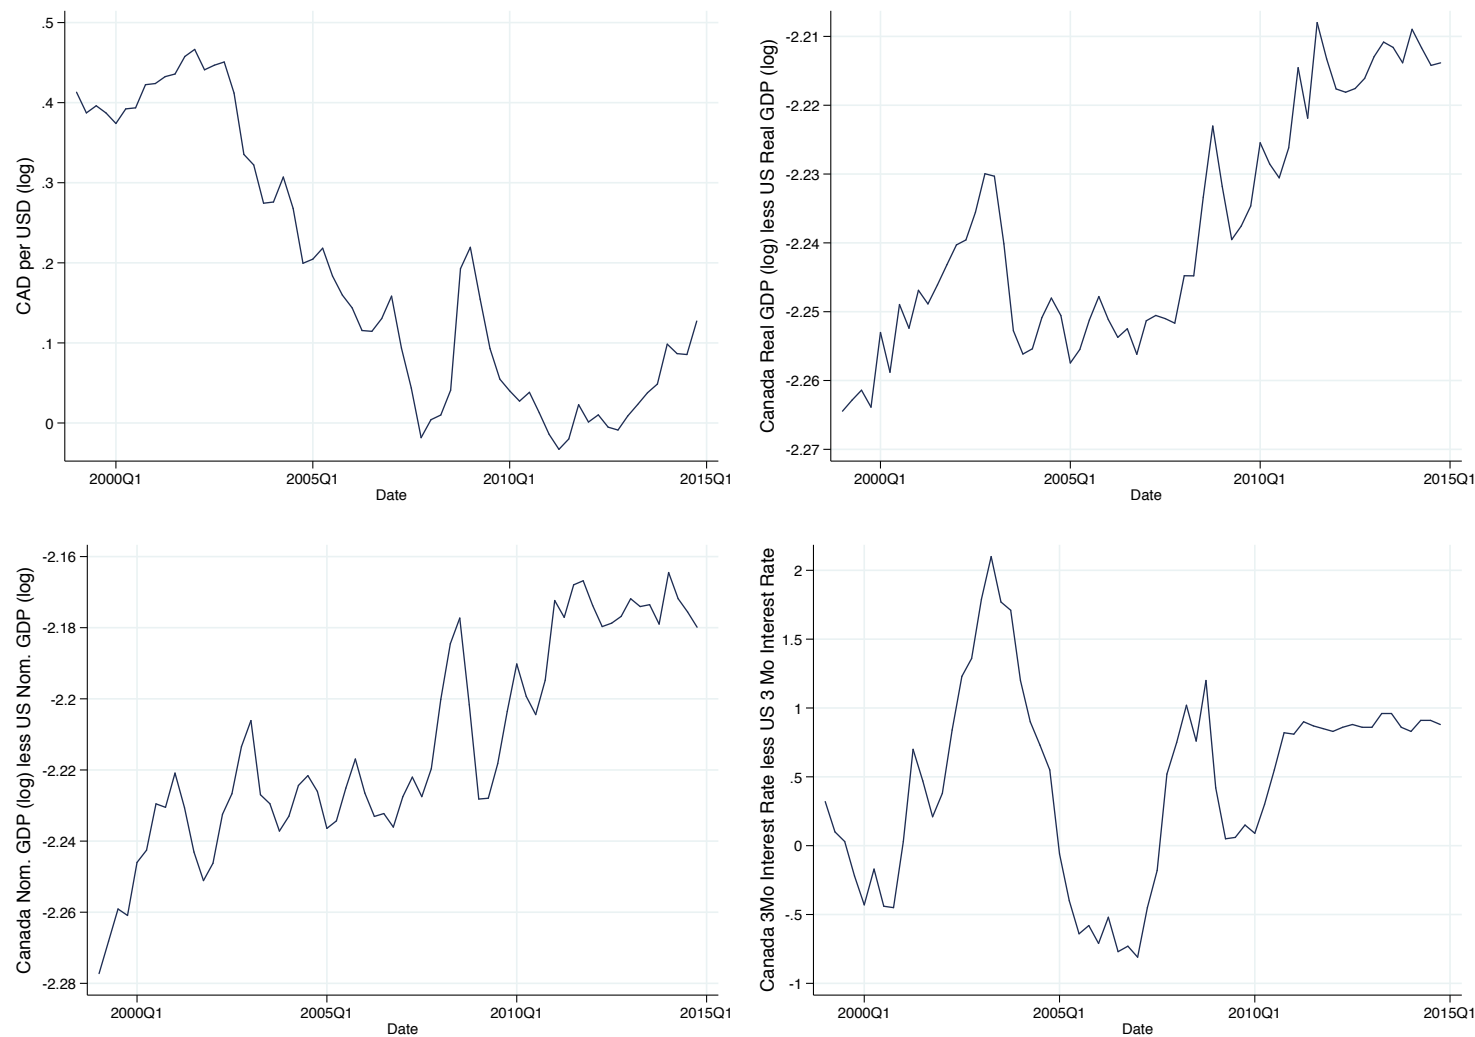 CAD per USD (log)
.5
.4
.3
.2
.1
0
2000Q1 2005Q1 2010Q1 2015Q1
Date
Canada Real GDP (log) less US Real GDP (log)
-2.21
-2.22
-2.23
-2.24
-2.25
-2.26
-2.27
2000Q1 2005Q1 2010Q1 2015Q1
Date
Canada Nom. GDP (log) less US Nom. GDP (log)
-2.16
-2.18
-2.2
-2.22
-2.24
-2.26
-2.28
2000Q1 2005Q1 2010Q1 2015Q1
Date
Canada 3Mo Interest Rate less US 3 Mo Interest Rate
2
1.5
1
.5
0
-.5
-1
2000Q1 2005Q1 2010Q1 2015Q1
Date